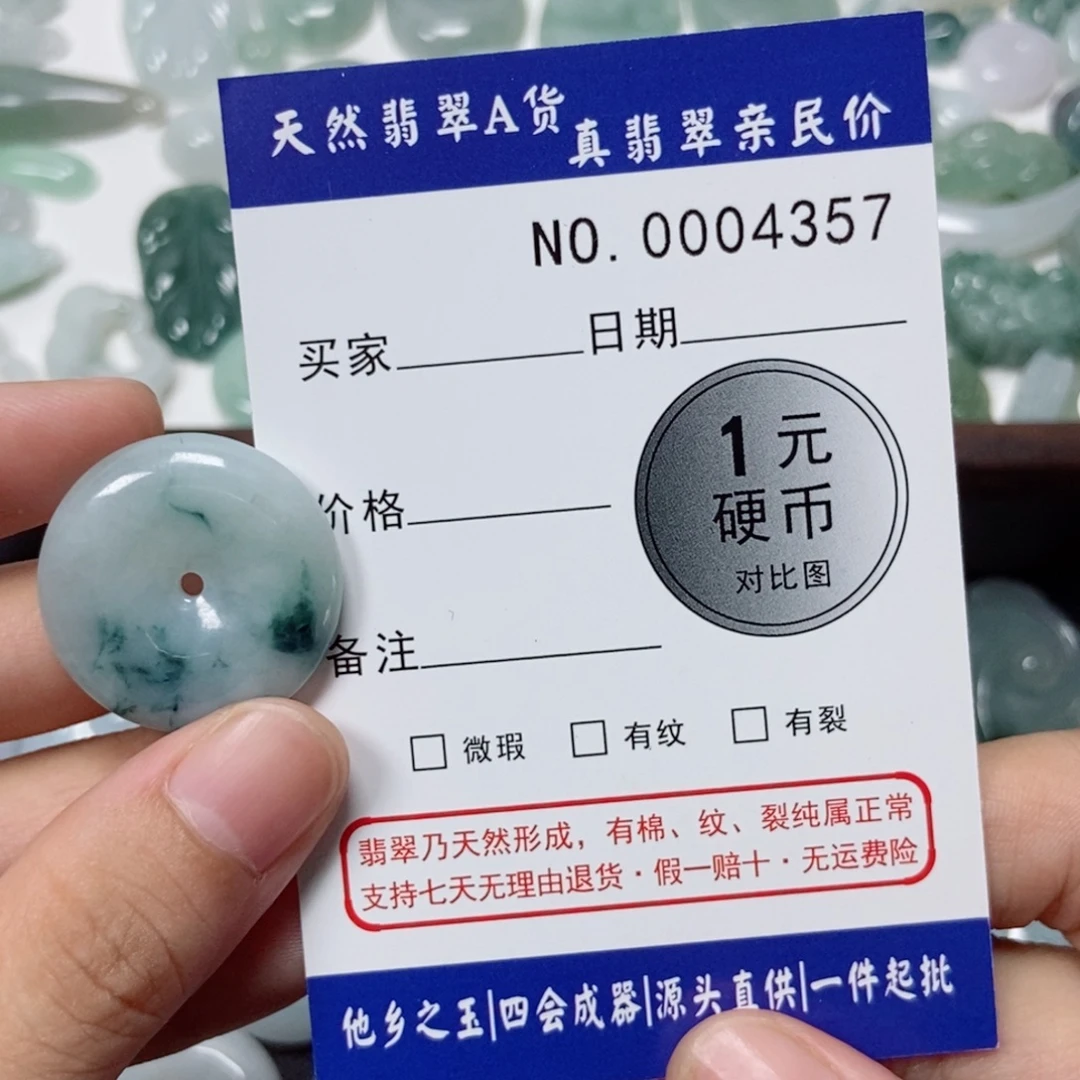 天然翡翠A货 真翡翠亲民价
NO.0004357
买家 日期
1元
硬币
对比图
价格
备注
□ 微瑕 □ 有纹 □ 有裂
翡翠乃天然形成，有棉、纹、裂纯属正常
支持七天无理由退货·假一赔十·无运费险
他乡之玉|四会成器|源头直供|一件起批